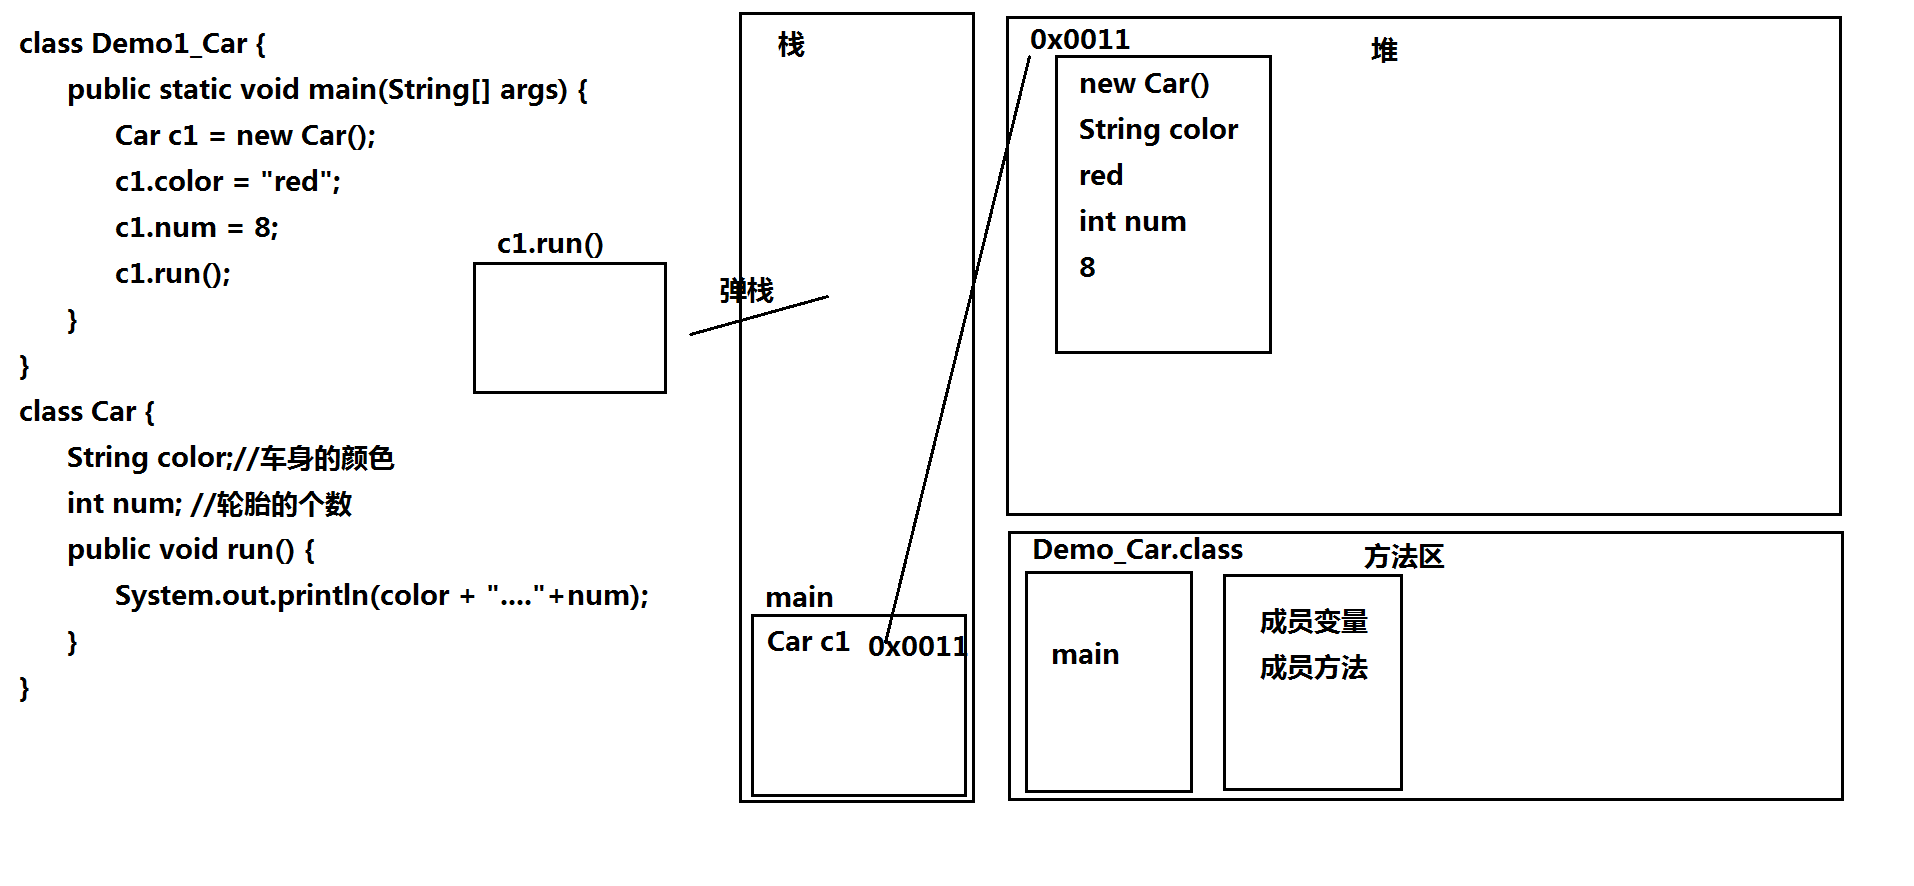 class Demo1_Car {
public static void main(String[] args) {
Car c1 = new Car();
c1.color = "red";
c1.num = 8;
c1.run();
}
}
class Car {
String color;//车身的颜色
int num; //轮胎的个数
public void run() {
System.out.println(color + "...."+num);
}
}
c1.run()
弹栈
栈
main
Car c1 0x0011
0x0011
堆
new Car()
String color
red
int num
8
Demo_Car.class
方法区
main
成员变量
成员方法